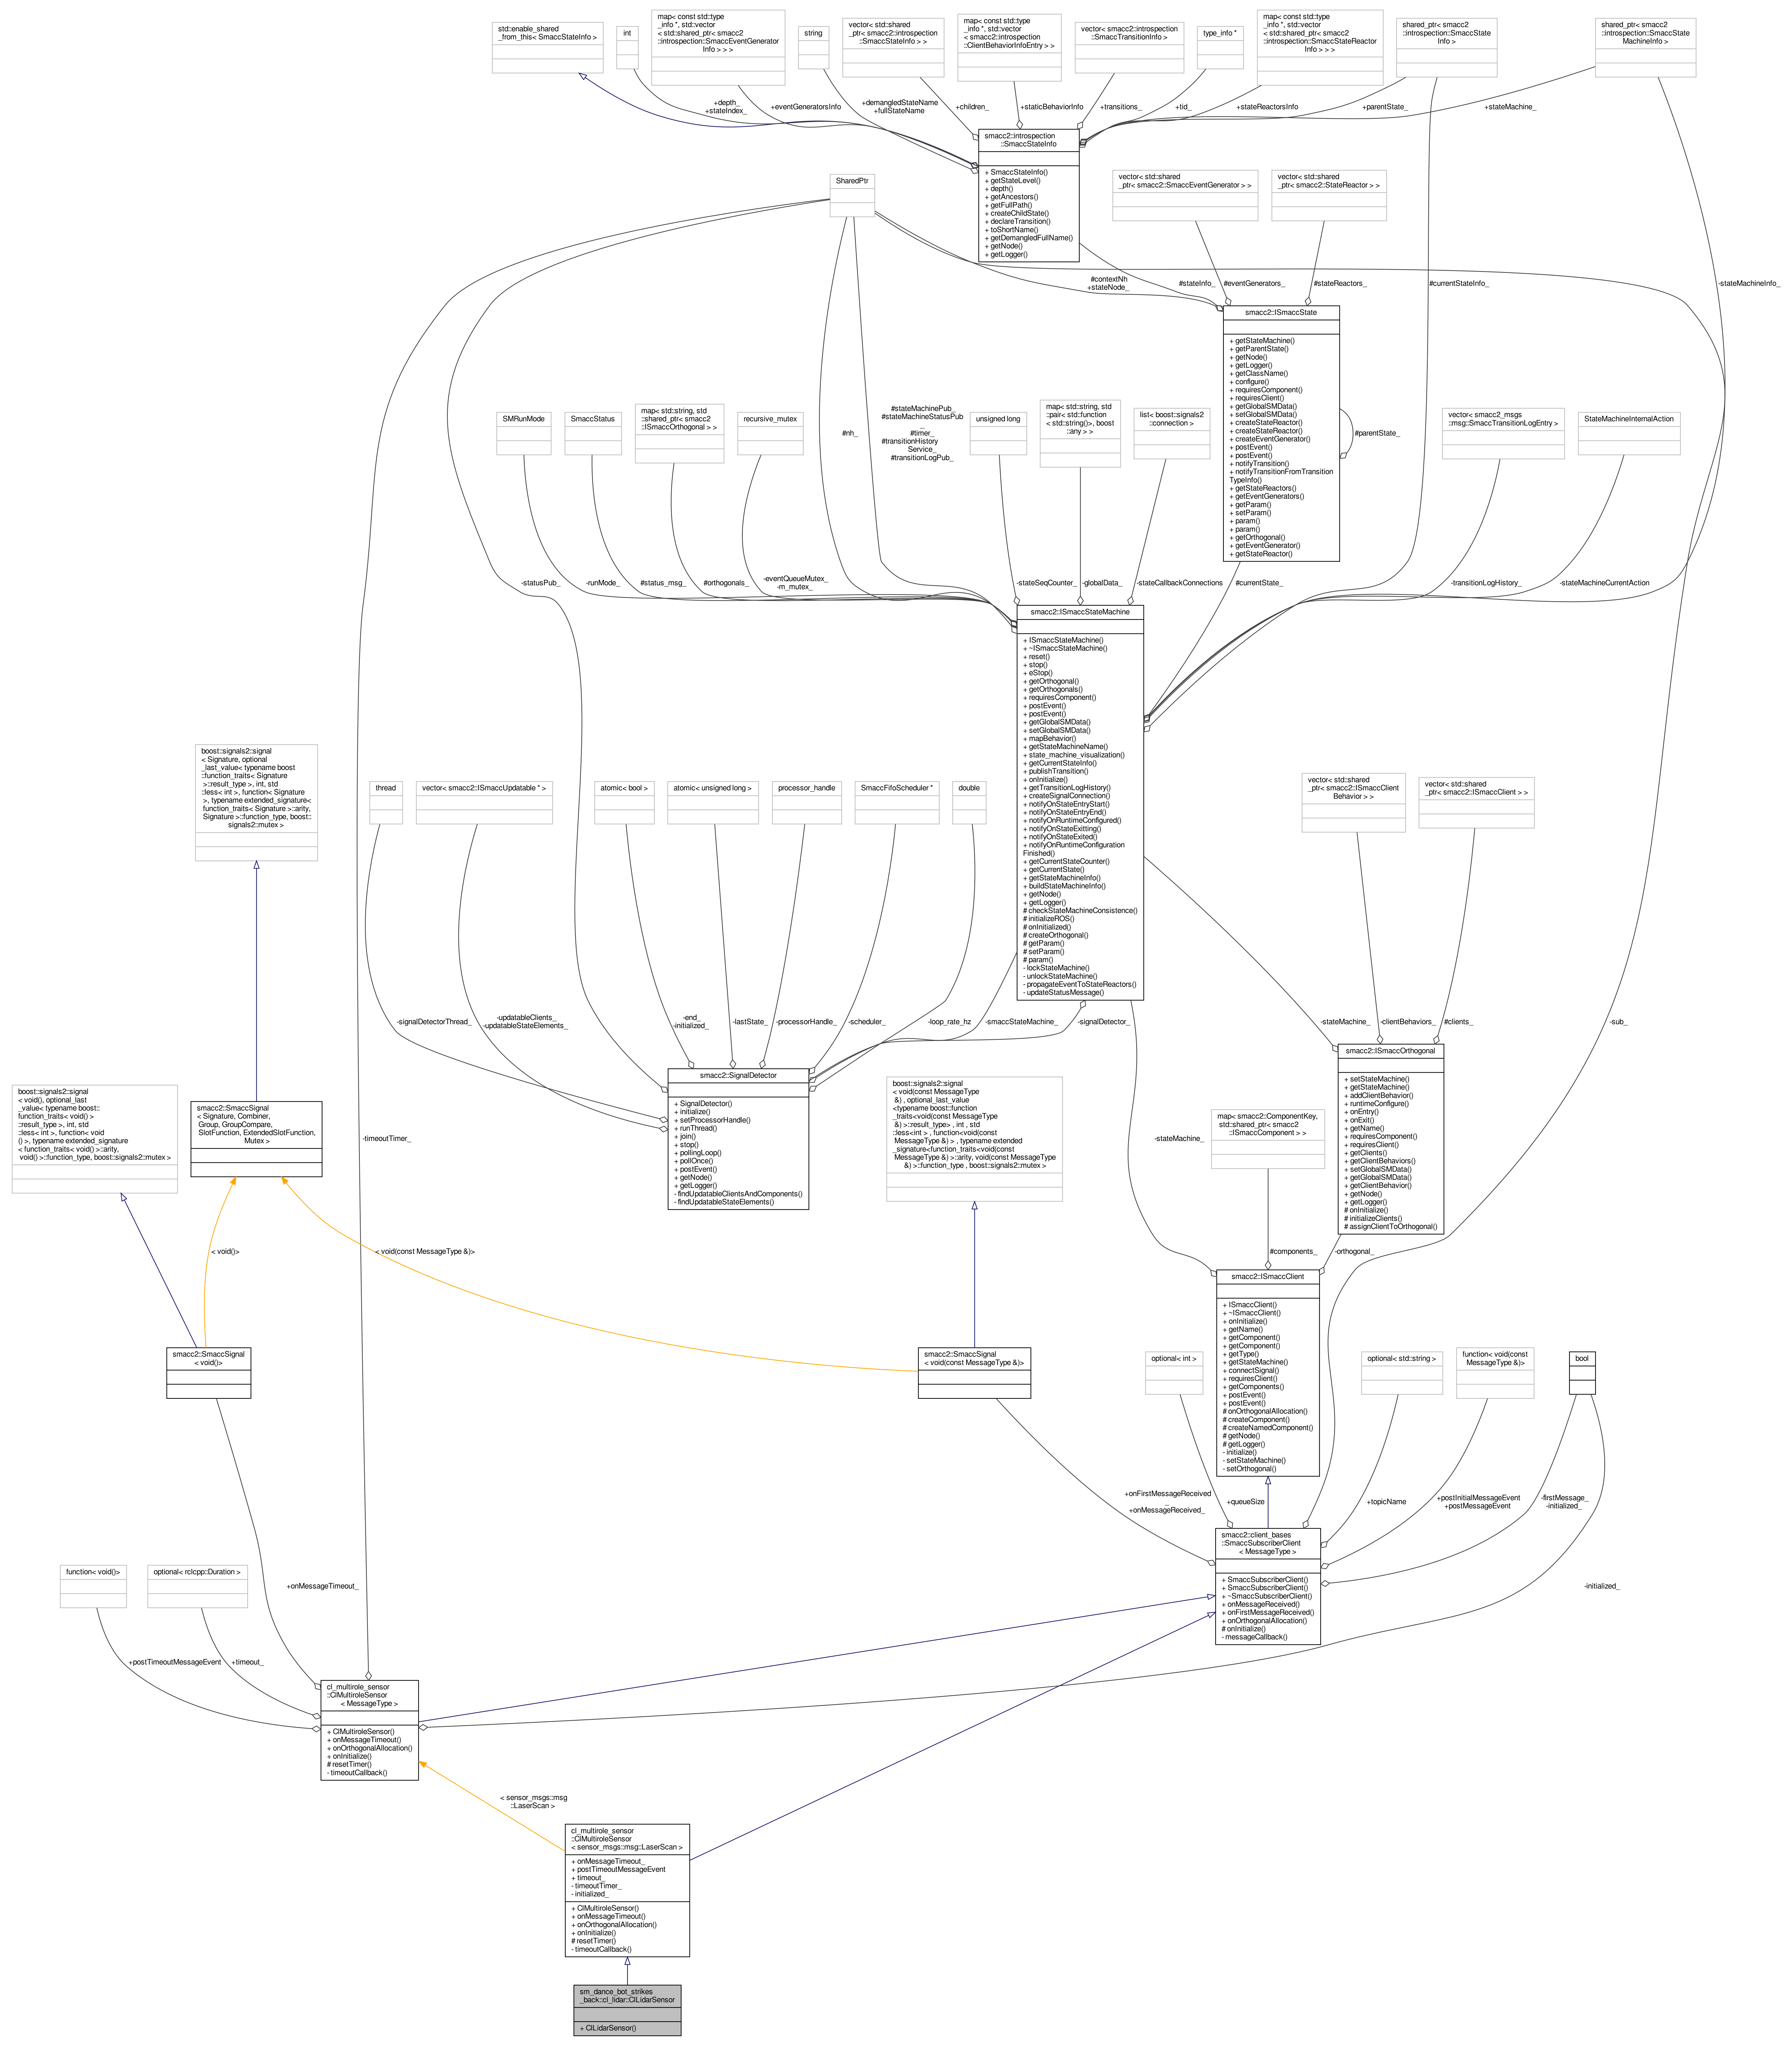 std::enable_shared
_from_this< SmaccStateInfo >
int
map< const std::type
_info *, std::vector
< std::shared_ptr< smacc2
::introspection::SmaccEventGenerator
Info > > >
string
vector< std::shared
_ptr< smacc2::introspection
::SmaccStateInfo > >
map< const std::type
_info *, std::vector
< smacc2::introspection
::ClientBehaviorInfoEntry > >
vector< smacc2::introspection
::SmaccTransitionInfo >
type_info *
map< const std::type
_info *, std::vector
< std::shared_ptr< smacc2
::introspection::SmaccStateReactor
Info > > >
shared_ptr< smacc2
::introspection::SmaccState
Info >
shared_ptr< smacc2
::introspection::SmaccState
MachineInfo >
+depth_
+stateIndex_
+eventGeneratorsInfo
+demangledStateName
+fullStateName
+children_
+staticBehaviorInfo
+transitions_
+tid_
+stateReactorsInfo
+parentState_
+stateMachine_
smacc2::introspection
::SmaccStateInfo
+ SmaccStateInfo()
+ getStateLevel()
+ depth()
+ getAncestors()
+ getFullPath()
+ createChildState()
+ declareTransition()
+ toShortName()
+ getDemangledFullName()
+ getNode()
+ getLogger()
SharedPtr
vector< std::shared
_ptr< smacc2::SmaccEventGenerator > >
vector< std::shared
_ptr< smacc2::StateReactor > >
#contextNh
+stateNode_
#stateInfo_
#eventGenerators_
#stateReactors_
#currentStateInfo_
-stateMachineInfo_
smacc2::ISmaccState
+ getStateMachine()
+ getParentState()
+ getNode()
+ getLogger()
+ getClassName()
+ configure()
+ requiresComponent()
+ requiresClient()
+ getGlobalSMData()
+ setGlobalSMData()
+ createStateReactor()
+ createStateReactor()
+ createEventGenerator()
+ postEvent()
+ postEvent()
+ notifyTransition()
+ notifyTransitionFromTransition
TypeInfo()
+ getStateReactors()
+ getEventGenerators()
+ getParam()
+ setParam()
+ param()
+ param()
+ getOrthogonal()
+ getEventGenerator()
+ getStateReactor()
#parentState_
SMRunMode
SmaccStatus
map< std::string, std
::shared_ptr< smacc2
::ISmaccOrthogonal > >
recursive_mutex
#nh_
#stateMachinePub_
#stateMachineStatusPub
_
#timer_
#transitionHistory
Service_
#transitionLogPub_
unsigned long
map< std::string, std
::pair< std::function
< std::string()>, boost
::any > >
list< boost::signals2
::connection >
vector< smacc2_msgs
::msg::SmaccTransitionLogEntry >
StateMachineInternalAction
-statusPub_
-runMode_
#status_msg_
#orthogonals_
-eventQueueMutex_
-m_mutex_
-stateSeqCounter_
-globalData_
-stateCallbackConnections
#currentState_
-transitionLogHistory_
-stateMachineCurrentAction
smacc2::ISmaccStateMachine
+ ISmaccStateMachine()
+ ~ISmaccStateMachine()
+ reset()
+ stop()
+ eStop()
+ getOrthogonal()
+ getOrthogonals()
+ requiresComponent()
+ postEvent()
+ postEvent()
+ getGlobalSMData()
+ setGlobalSMData()
+ mapBehavior()
+ getStateMachineName()
+ state_machine_visualization()
+ getCurrentStateInfo()
+ publishTransition()
+ onInitialize()
+ getTransitionLogHistory()
+ createSignalConnection()
+ notifyOnStateEntryStart()
+ notifyOnStateEntryEnd()
+ notifyOnRuntimeConfigured()
+ notifyOnStateExitting()
+ notifyOnStateExited()
+ notifyOnRuntimeConfiguration
Finished()
+ getCurrentStateCounter()
+ getCurrentState()
+ getStateMachineInfo()
+ buildStateMachineInfo()
+ getNode()
+ getLogger()
# checkStateMachineConsistence()
# initializeROS()
# onInitialized()
# createOrthogonal()
# getParam()
# setParam()
# param()
- lockStateMachine()
- unlockStateMachine()
- propagateEventToStateReactors()
- updateStatusMessage()
boost::signals2::signal
< Signature, optional
_last_value< typename boost
::function_traits< Signature
>::result_type >, int, std
::less< int >, function< Signature
>, typename extended_signature<
function_traits< Signature >::arity,
Signature >::function_type, boost::
signals2::mutex >
thread
vector< smacc2::ISmaccUpdatable * >
atomic< bool >
atomic< unsigned long >
processor_handle
SmaccFifoScheduler *
double
vector< std::shared
_ptr< smacc2::ISmaccClient
Behavior > >
vector< std::shared
_ptr< smacc2::ISmaccClient > >
-signalDetectorThread_
-updatableClients_
-updatableStateElements_
-end_
-initialized_
-lastState_
-processorHandle_
-scheduler_
-loop_rate_hz
-smaccStateMachine_
-signalDetector_
-stateMachine_
-clientBehaviors_
#clients_
-sub_
smacc2::SignalDetector
+ SignalDetector()
+ initialize()
+ setProcessorHandle()
+ runThread()
+ join()
+ stop()
+ pollingLoop()
+ pollOnce()
+ postEvent()
+ getNode()
+ getLogger()
- findUpdatableClientsAndComponents()
- findUpdatableStateElements()
smacc2::ISmaccOrthogonal
+ setStateMachine()
+ getStateMachine()
+ addClientBehavior()
+ runtimeConfigure()
+ onEntry()
+ onExit()
+ getName()
+ requiresComponent()
+ requiresClient()
+ getClients()
+ getClientBehaviors()
+ setGlobalSMData()
+ getGlobalSMData()
+ getClientBehavior()
+ getNode()
+ getLogger()
# onInitialize()
# initializeClients()
# assignClientToOrthogonal()
boost::signals2::signal
< void(), optional_last
_value< typename boost::
function_traits< void() >
::result_type >, int, std
::less< int >, function< void
() >, typename extended_signature
< function_traits< void() >::arity,
void() >::function_type, boost::signals2::mutex >
smacc2::SmaccSignal
< Signature, Combiner,
Group, GroupCompare,
SlotFunction, ExtendedSlotFunction,
Mutex >
-timeoutTimer_
boost::signals2::signal
< void(const MessageType
&) , optional_last_value
<typename boost::function
_traits<void(const MessageType
&) >::result_type> , int , std
::less<int > , function<void(const
MessageType &) > , typename extended
_signature<function_traits<void(const
MessageType &) >::arity, void(const MessageType
&) >::function_type , boost::signals2::mutex >
-stateMachine_
map< smacc2::ComponentKey,
std::shared_ptr< smacc2
::ISmaccComponent > >
< void()>
< void(const MessageType &)>
#components_
-orthogonal_
smacc2::ISmaccClient
+ ISmaccClient()
+ ~ISmaccClient()
+ onInitialize()
+ getName()
+ getComponent()
+ getComponent()
+ getType()
+ getStateMachine()
+ connectSignal()
+ requiresClient()
+ getComponents()
+ postEvent()
+ postEvent()
# onOrthogonalAllocation()
# createComponent()
# createNamedComponent()
# getNode()
# getLogger()
- initialize()
- setStateMachine()
- setOrthogonal()
smacc2::SmaccSignal
< void()>
smacc2::SmaccSignal
< void(const MessageType &)>
optional< int >
optional< std::string >
function< void(const
MessageType &)>
bool
+onFirstMessageReceived
_
+onMessageReceived_
+queueSize
+topicName
+postInitialMessageEvent
+postMessageEvent
-firstMessage_
-initialized_
smacc2::client_bases
::SmaccSubscriberClient
< MessageType >
+ SmaccSubscriberClient()
+ SmaccSubscriberClient()
+ ~SmaccSubscriberClient()
+ onMessageReceived()
+ onFirstMessageReceived()
+ onOrthogonalAllocation()
# onInitialize()
- messageCallback()
function< void()>
optional< rclcpp::Duration >
+onMessageTimeout_
-initialized_
+postTimeoutMessageEvent
+timeout_
cl_multirole_sensor
::ClMultiroleSensor
< MessageType >
+ ClMultiroleSensor()
+ onMessageTimeout()
+ onOrthogonalAllocation()
+ onInitialize()
# resetTimer()
- timeoutCallback()
< sensor_msgs::msg
::LaserScan >
cl_multirole_sensor
::ClMultiroleSensor
< sensor_msgs::msg::LaserScan >
+ onMessageTimeout_
+ postTimeoutMessageEvent
+ timeout_
- timeoutTimer_
- initialized_
+ ClMultiroleSensor()
+ onMessageTimeout()
+ onOrthogonalAllocation()
+ onInitialize()
# resetTimer()
- timeoutCallback()
sm_dance_bot_strikes
_back::cl_lidar::ClLidarSensor
+ ClLidarSensor()